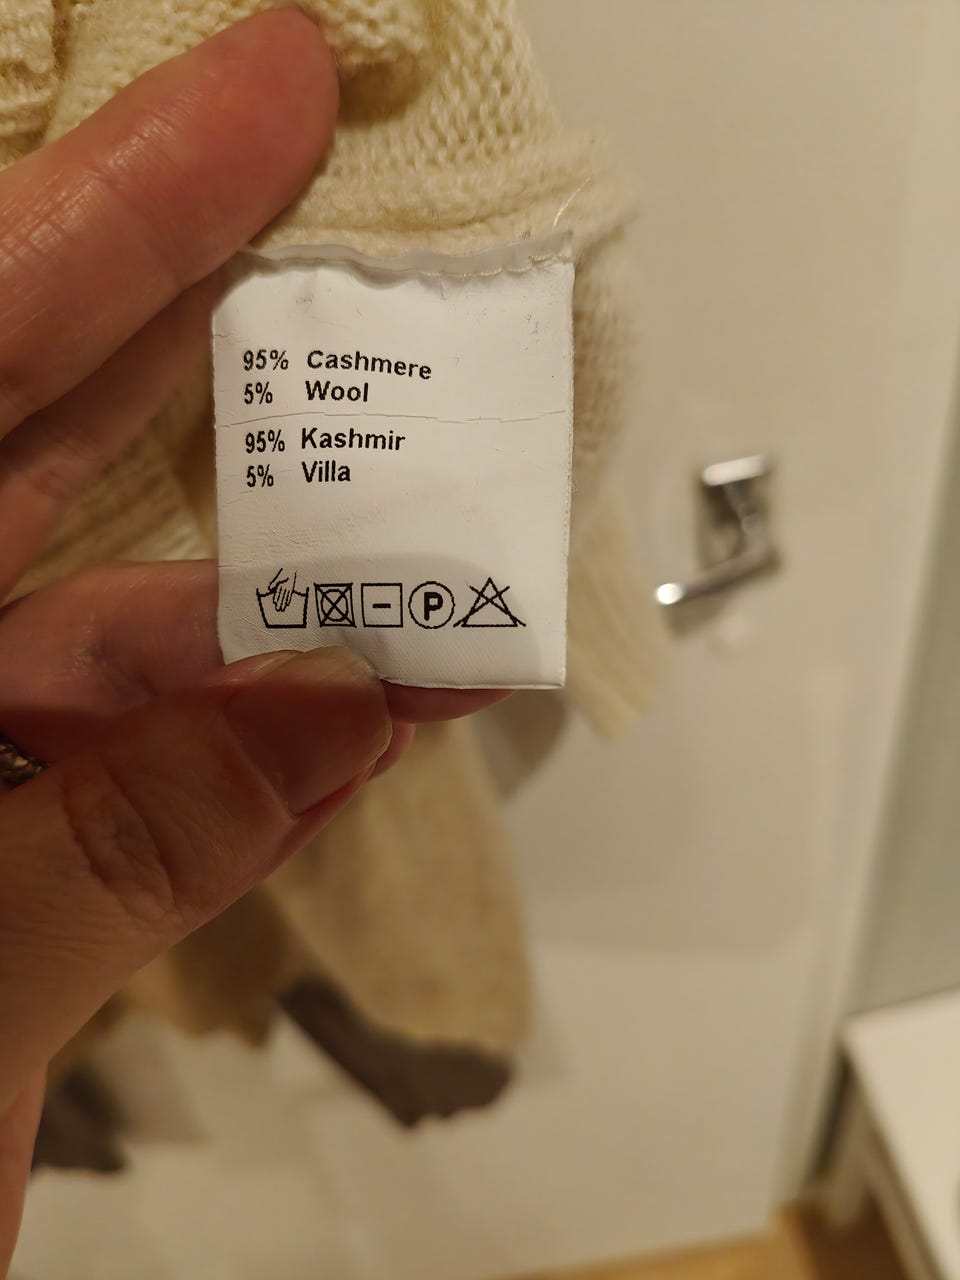 95% Cashmere
5% Wool
95% Kashmir
5% Villa
P